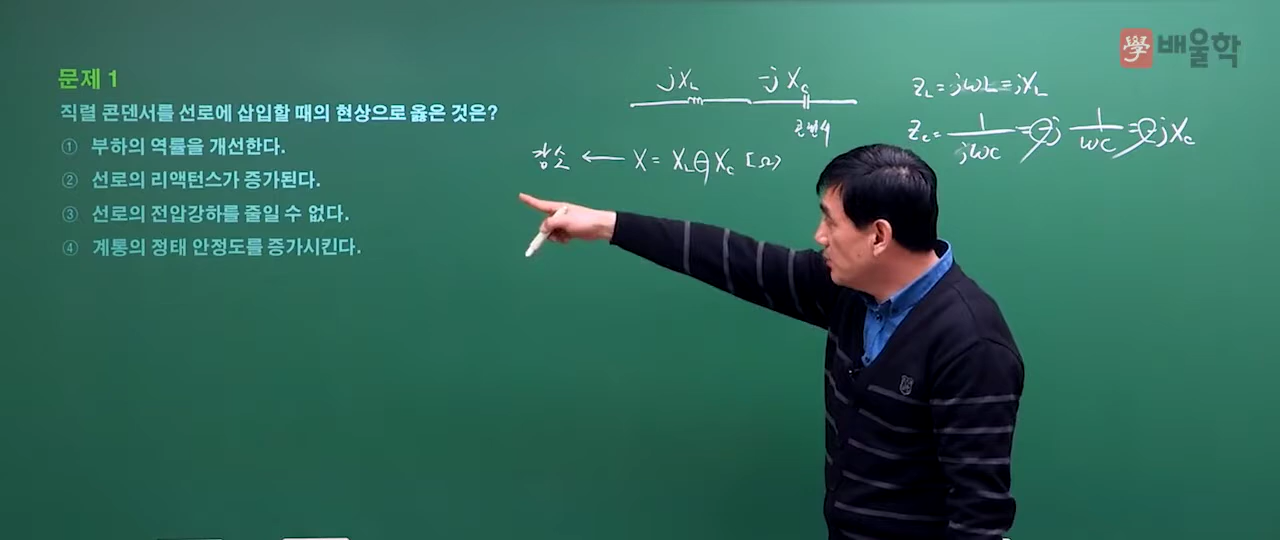 學 배울학
문제 1
직렬 콘덴서를 선로에 삽입할 때의 현상으로 옳은 것은?
① 부하의 역률을 개선한다.
② 선로의 리액턴스가 증가된다.
③ 선로의 전압강하를 줄일 수 없다.
④ 계통의 정태 안정도를 증가시킨다.
jX_L -jX_c
콘덴서
감소 ← X = X_L ⊖ X_c [Ω]
Z_L = jωL = jX_L
Z_c = 1/jωC = -j 1/ωC = -jX_c